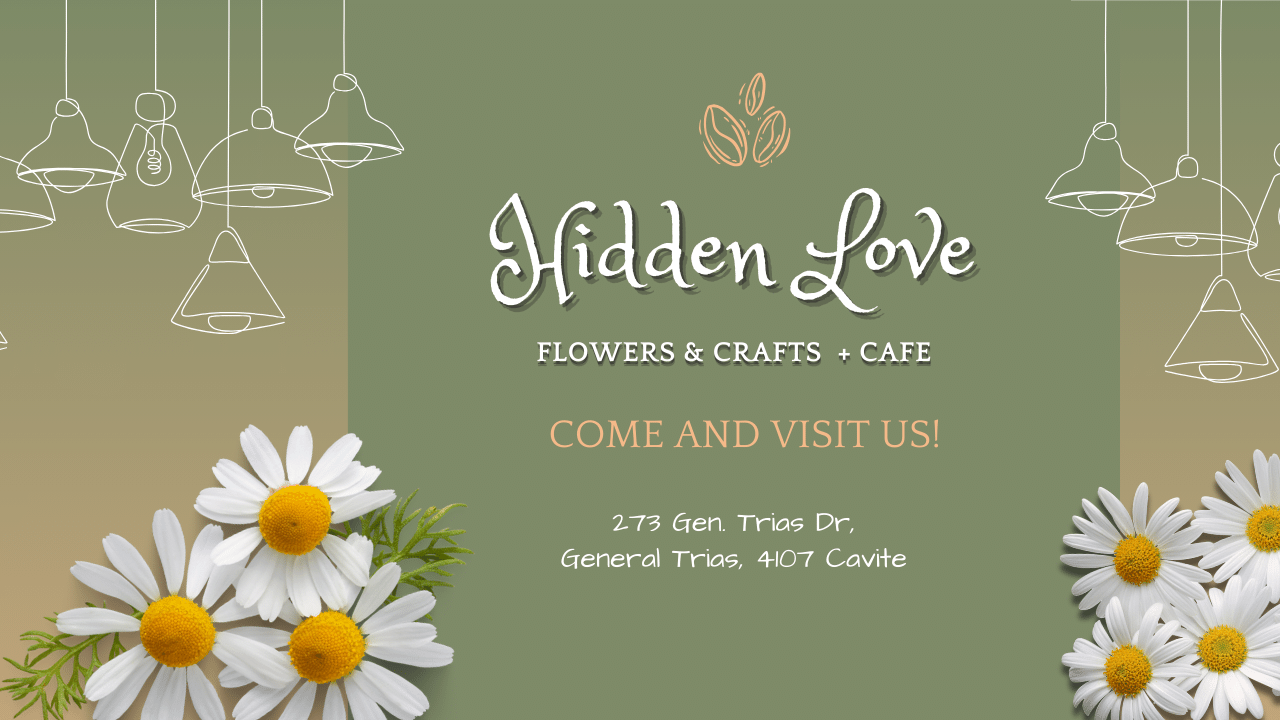 Hidden Love
FLOWERS & CRAFTS + CAFE
COME AND VISIT US!
273 Gen. Trias Dr,
General Trias, 4107 Cavite